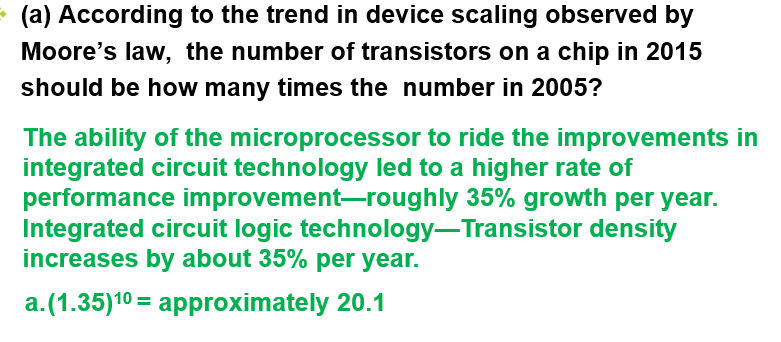 (a) According to the trend in device scaling observed by
Moore's law,  the number of transistors on a chip in 2015
should be how many times the  number in 2005?
The ability of the microprocessor to ride the improvements in
integrated circuit technology led to a higher rate of
performance improvement—roughly 35% growth per year.
Integrated circuit logic technology—Transistor density
increases by about 35% per year.
a.(1.35)¹⁰ = approximately 20.1